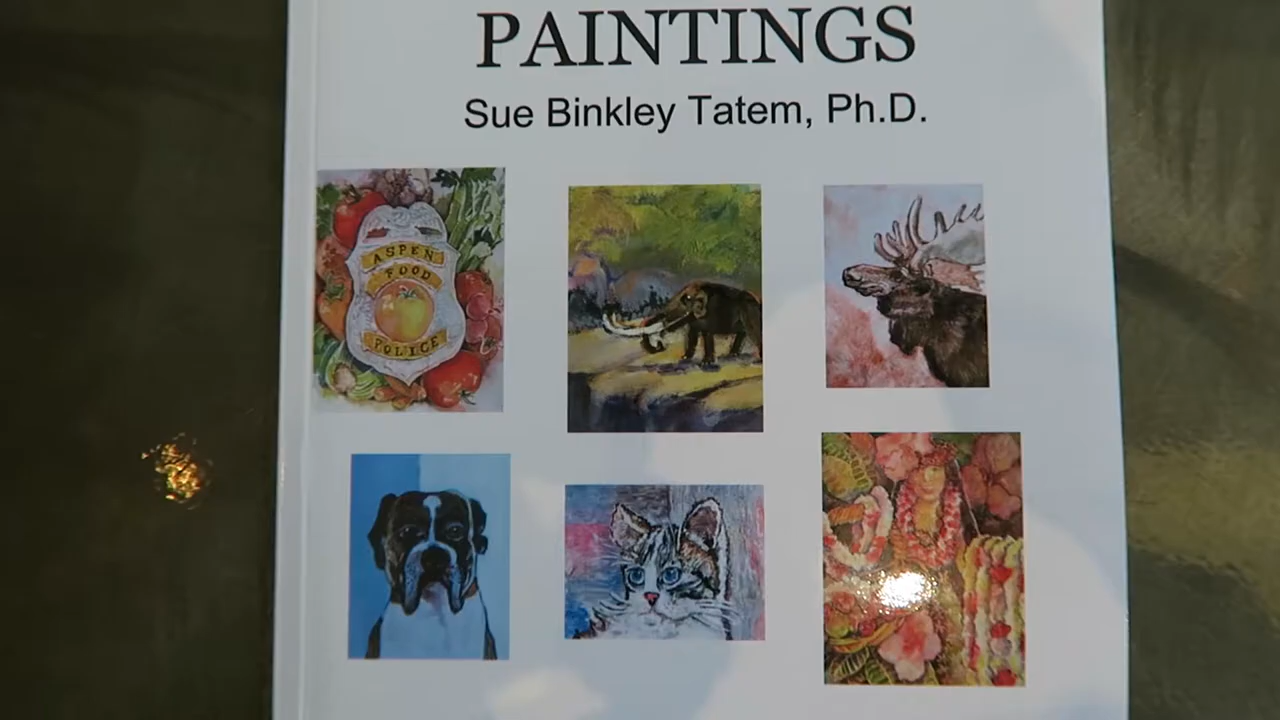 PAINTINGS
Sue Binkley Tatem, Ph.D.
ASPEN
FOOD
POLICE